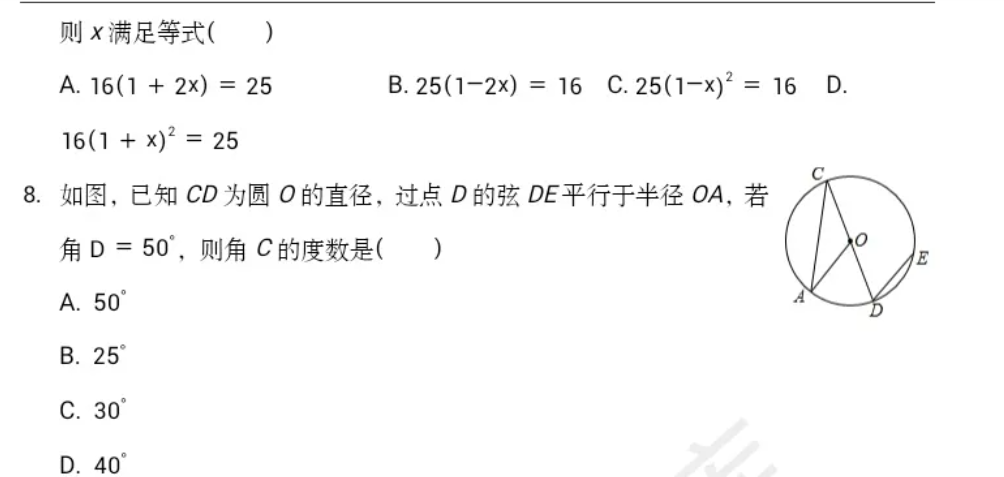 则 x 满足等式(      )
A. 16(1 + 2x) = 25    B. 25(1−2x) = 16    C. 25(1−x)² = 16    D.
16(1 + x)² = 25
8. 如图，已知 CD 为圆 O 的直径，过点 D 的弦 DE 平行于半径 OA，若
角 D = 50°，则角 C 的度数是(      )
A. 50°
B. 25°
C. 30°
D. 40°
C
O
E
A
D